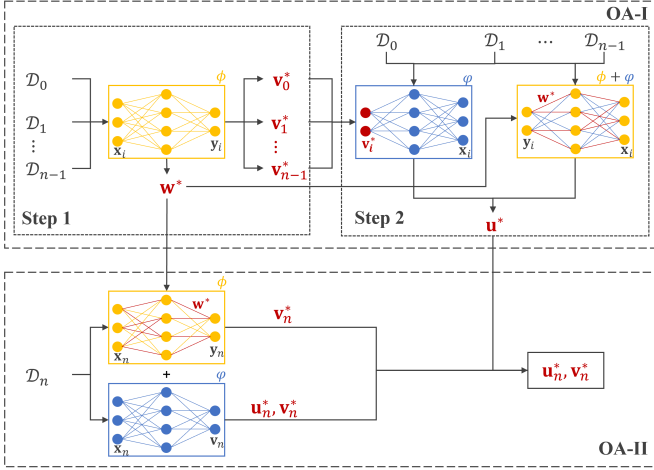 OA-I
𝒟₀ 𝒟₁ ⋯ 𝒟ₙ₋₁
ϕ
𝒟₀
v₀*
φ
ϕ + φ
w*
𝒟₁
v₁*
⋮
⋮
vᵢ*
𝒟ₙ₋₁
xᵢ yᵢ
vₙ₋₁*
xᵢ
yᵢ xᵢ
w*
Step 1
Step 2
u*
ϕ
w*
vₙ*
xₙ yₙ
𝒟ₙ
+
φ
uₙ*, vₙ*
uₙ*, vₙ*
xₙ vₙ
OA-II